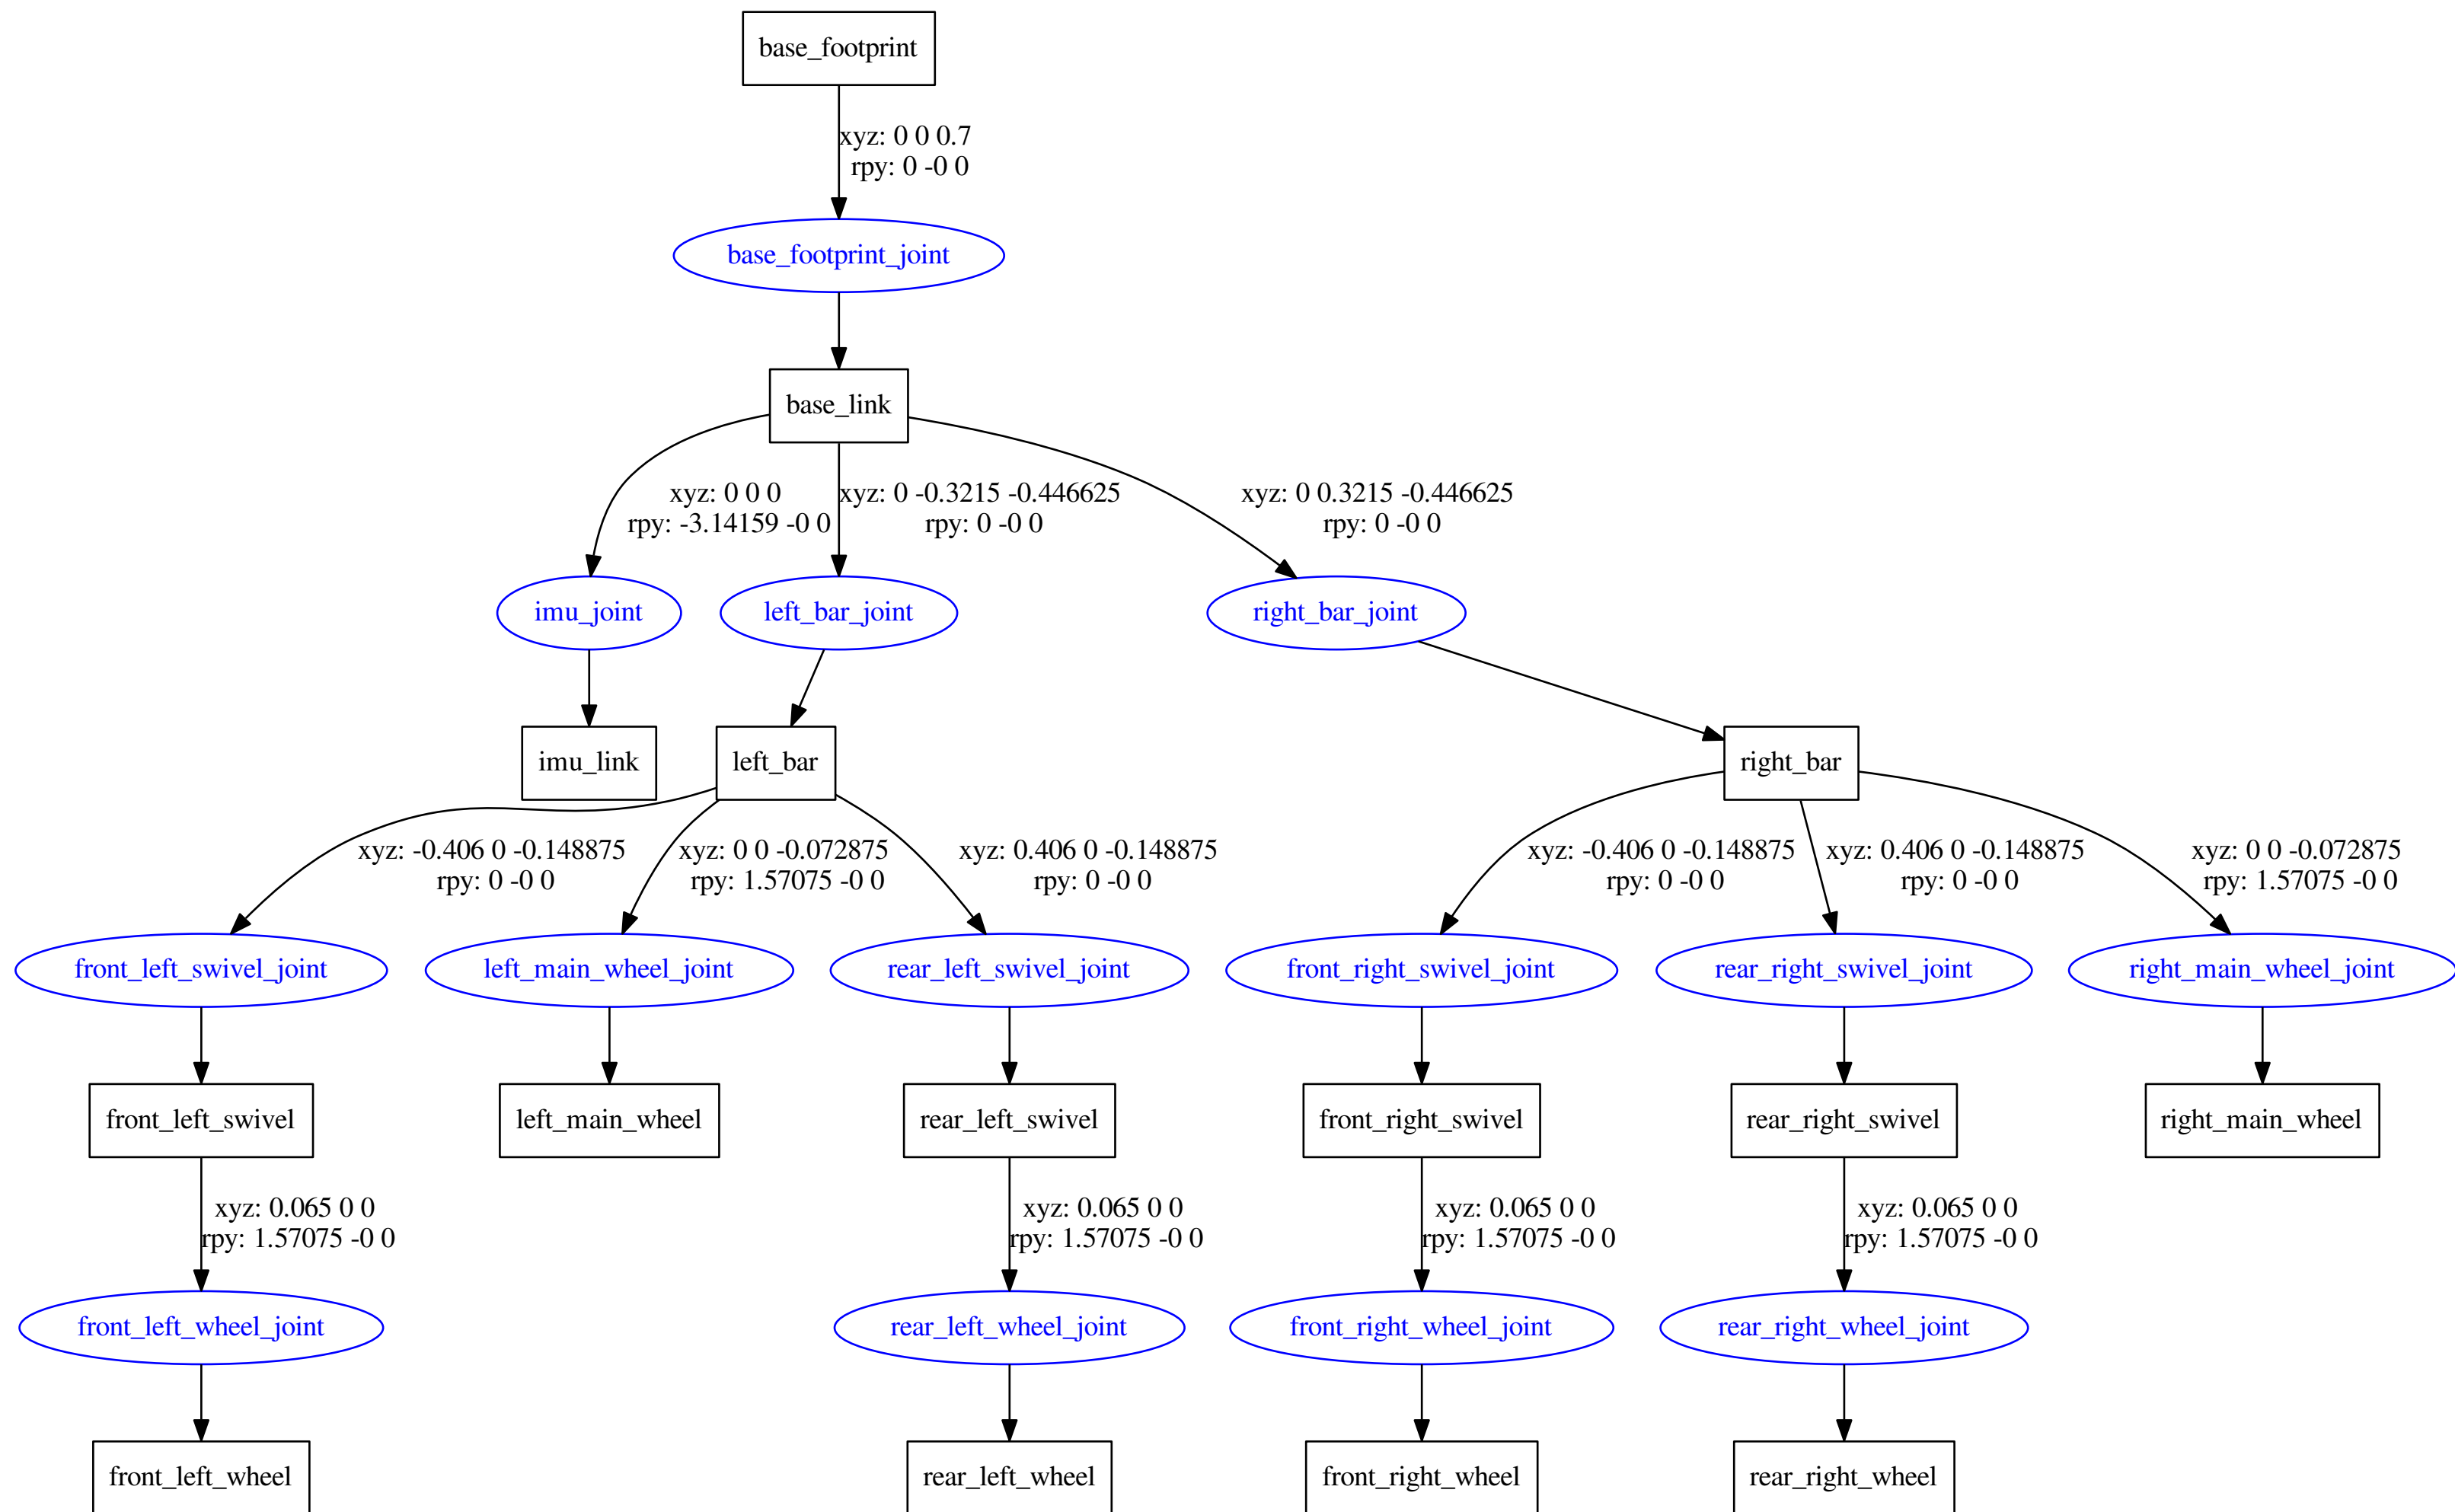 base_footprint
xyz: 0 0 0.7
rpy: 0 -0 0
base_footprint_joint
base_link
xyz: 0 0 0
rpy: -3.14159 -0 0
xyz: 0 -0.3215 -0.446625
rpy: 0 -0 0
xyz: 0 0.3215 -0.446625
rpy: 0 -0 0
imu_joint
left_bar_joint
right_bar_joint
imu_link
left_bar
right_bar
xyz: -0.406 0 -0.148875
rpy: 0 -0 0
xyz: 0 0 -0.072875
rpy: 1.57075 -0 0
xyz: 0.406 0 -0.148875
rpy: 0 -0 0
xyz: -0.406 0 -0.148875
rpy: 0 -0 0
xyz: 0.406 0 -0.148875
rpy: 0 -0 0
xyz: 0 0 -0.072875
rpy: 1.57075 -0 0
front_left_swivel_joint
left_main_wheel_joint
rear_left_swivel_joint
front_right_swivel_joint
rear_right_swivel_joint
right_main_wheel_joint
front_left_swivel
left_main_wheel
rear_left_swivel
front_right_swivel
rear_right_swivel
right_main_wheel
xyz: 0.065 0 0
rpy: 1.57075 -0 0
xyz: 0.065 0 0
rpy: 1.57075 -0 0
xyz: 0.065 0 0
rpy: 1.57075 -0 0
xyz: 0.065 0 0
rpy: 1.57075 -0 0
front_left_wheel_joint
rear_left_wheel_joint
front_right_wheel_joint
rear_right_wheel_joint
front_left_wheel
rear_left_wheel
front_right_wheel
rear_right_wheel